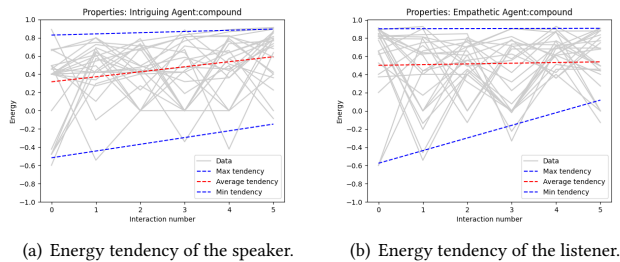 Properties: Intriguing Agent:compound
1.0
0.8
0.6
0.4
0.2
0.0
−0.2
−0.4
−0.6
−0.8
−1.0
Energy
Data
Max tendency
Average tendency
Min tendency
0 1 2 3 4 5
Interaction number
(a) Energy tendency of the speaker.
Properties: Empathetic Agent:compound
1.0
0.8
0.6
0.4
0.2
0.0
−0.2
−0.4
−0.6
−0.8
−1.0
Energy
Data
Max tendency
Average tendency
Min tendency
0 1 2 3 4 5
Interaction number
(b) Energy tendency of the listener.